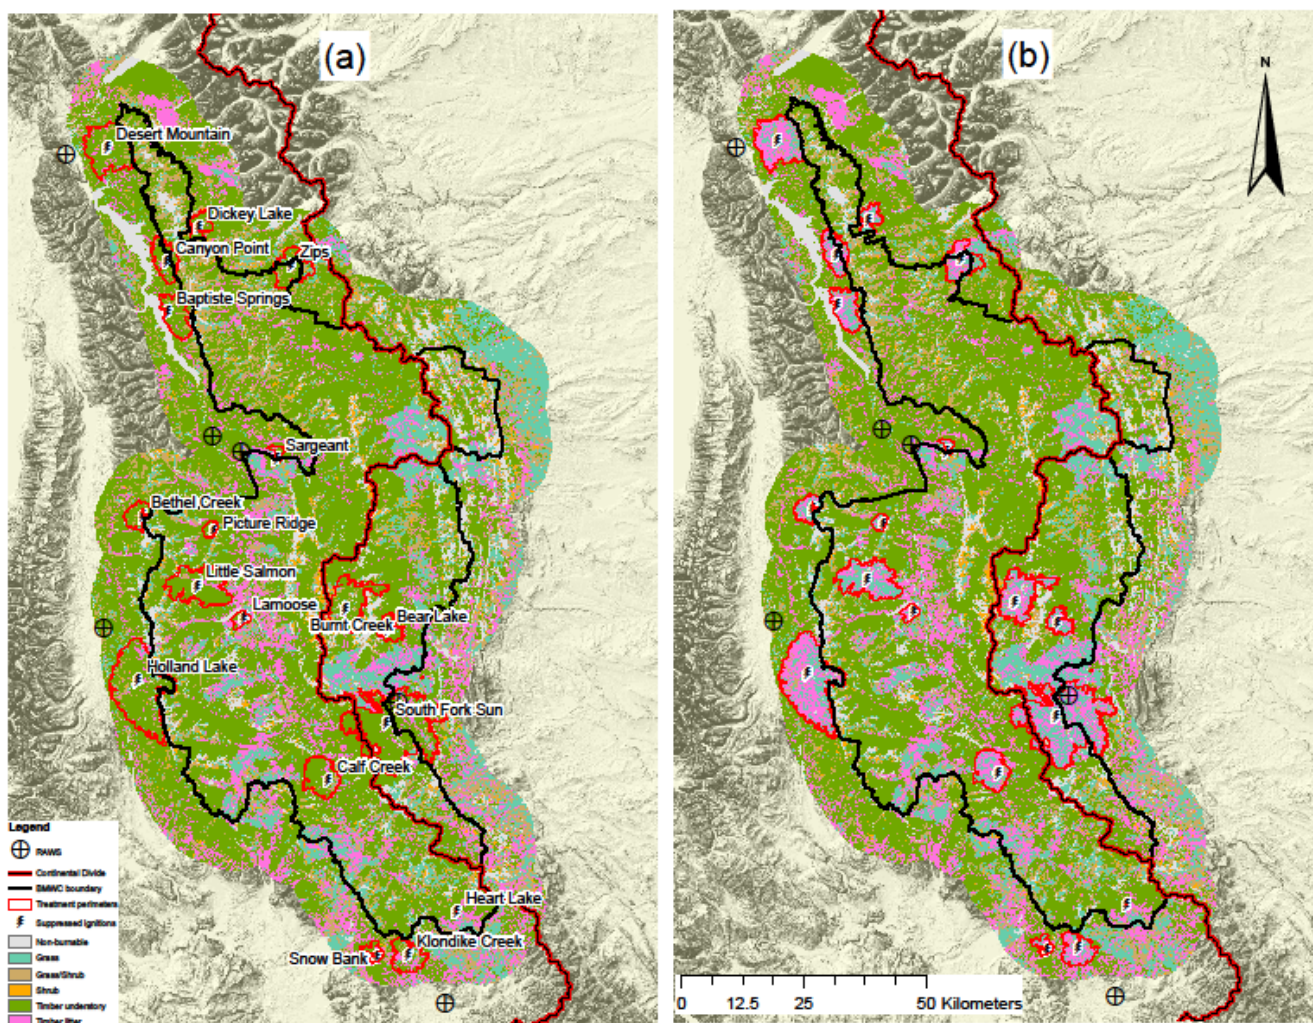 (a)
Desert Mountain
Dickey Lake
Canyon Point
Zips
Baptiste Springs
Sargeant
Bethel Creek
Picture Ridge
Little Salmon
Lamoose
Burnt Creek
Bear Lake
Holland Lake
South Fork Sun
Calf Creek
Heart Lake
Klondike Creek
Snow Bank
Legend
RAWS
Continental Divide
BMWC boundary
Treatment perimeters
Suppressed ignitions
Non-burnable
Grass
Grass/Shrub
Shrub
Timber understory
Timber litter
(b)
N
0 12.5 25 50 Kilometers